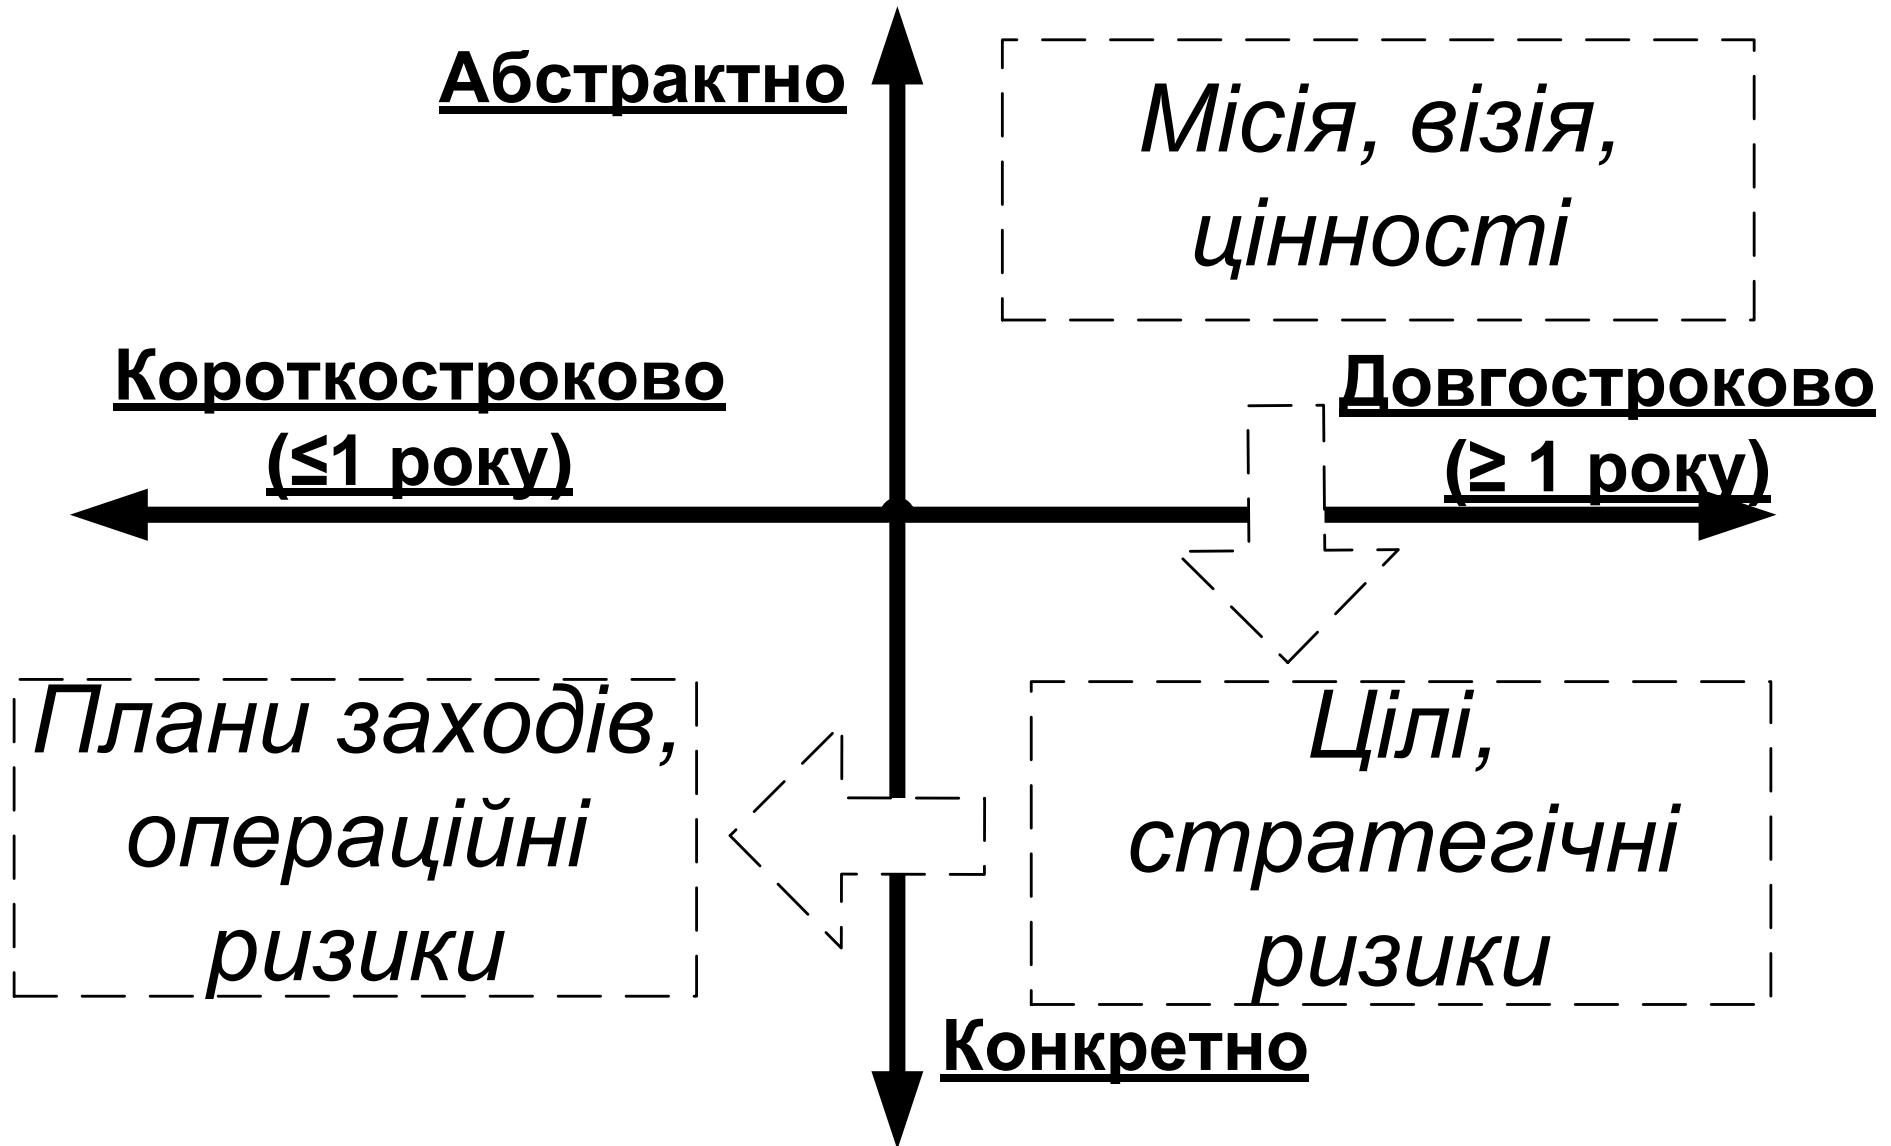 Абстрактно
Місія, візія,
цінності
Короткостроково
(≤1 року)
Довгостроково
(≥ 1 року)
Плани заходів,
операційні
ризики
Цілі,
стратегічні
ризики
Конкретно